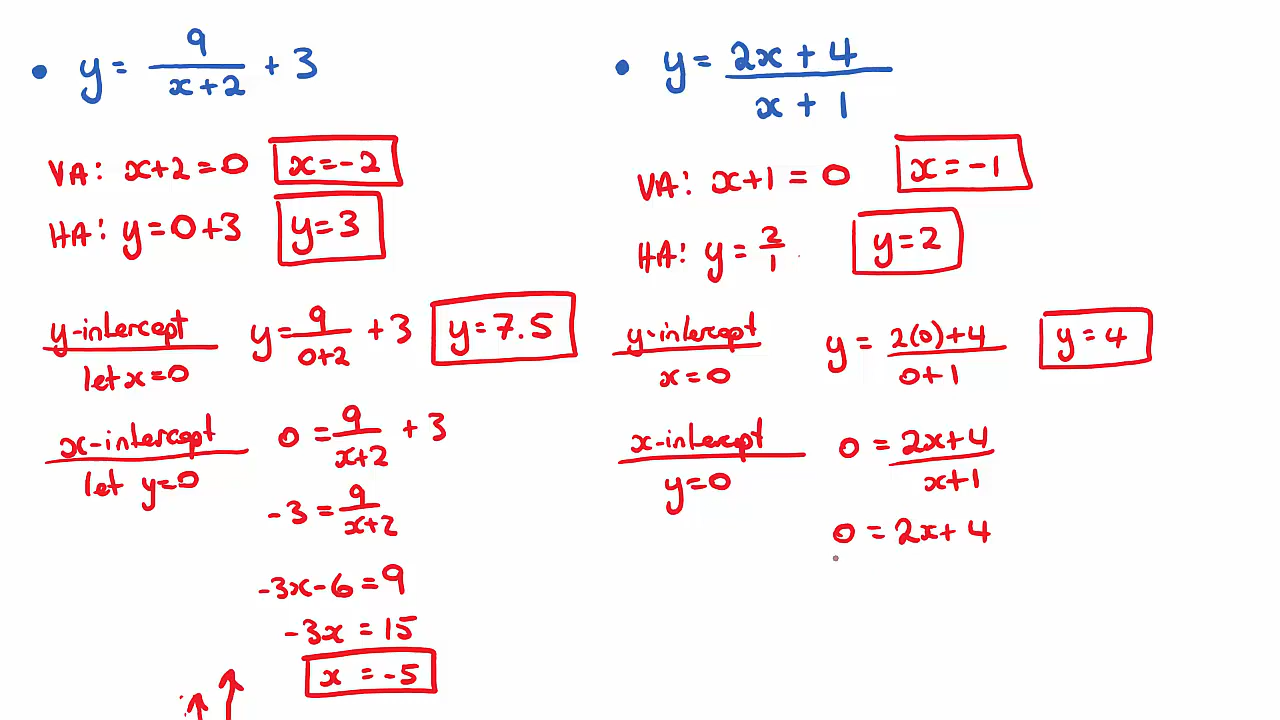 • y = 9/(x+2) + 3
VA: x+2=0 x=-2
HA: y=0+3 y=3
y-intercept
let x=0
y = 9/(0+2) + 3 y=7.5
x-intercept
let y=0
0 = 9/(x+2) + 3
-3 = 9/(x+2)
-3x-6=9
-3x = 15
x = -5
• y = (2x+4)/(x+1)
VA: x+1=0 x=-1
HA: y = 2/1 y=2
y-intercept
x=0
y = (2(0)+4)/(0+1) y=4
x-intercept
y=0
0 = (2x+4)/(x+1)
0 = 2x+4